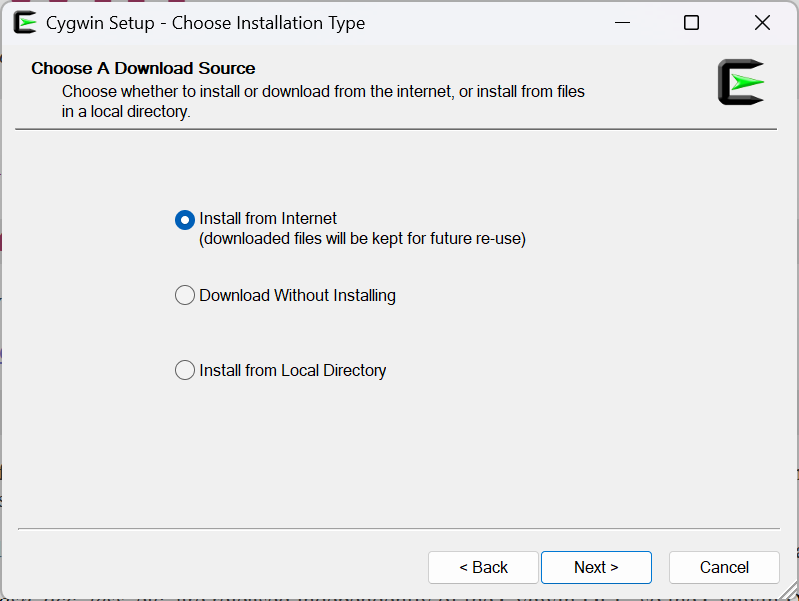 Cygwin Setup - Choose Installation Type
Choose A Download Source
Choose whether to install or download from the internet, or install from files
in a local directory.
Install from Internet
(downloaded files will be kept for future re-use)
Download Without Installing
Install from Local Directory
< Back
Next >
Cancel